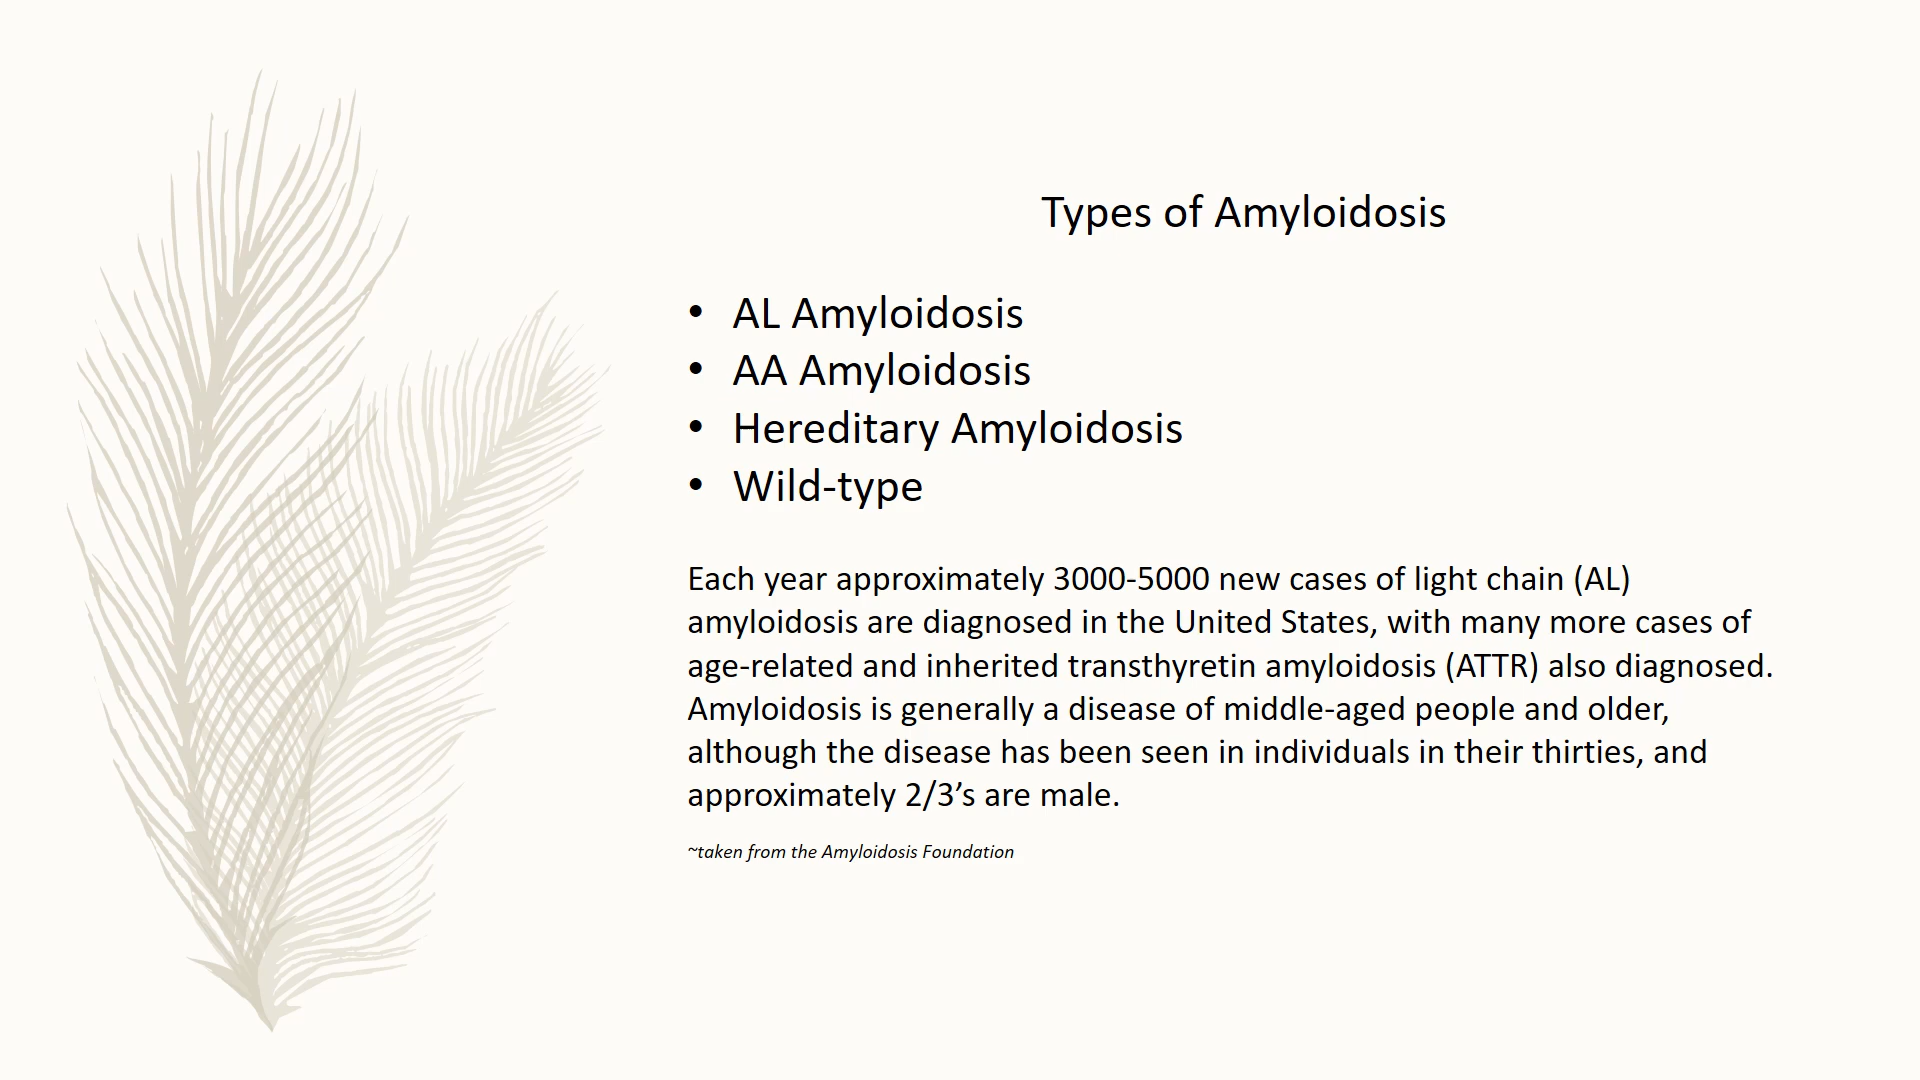 Types of Amyloidosis
• AL Amyloidosis
• AA Amyloidosis
• Hereditary Amyloidosis
• Wild-type
Each year approximately 3000-5000 new cases of light chain (AL)
amyloidosis are diagnosed in the United States, with many more cases of
age-related and inherited transthyretin amyloidosis (ATTR) also diagnosed.
Amyloidosis is generally a disease of middle-aged people and older,
although the disease has been seen in individuals in their thirties, and
approximately 2/3’s are male.
~taken from the Amyloidosis Foundation